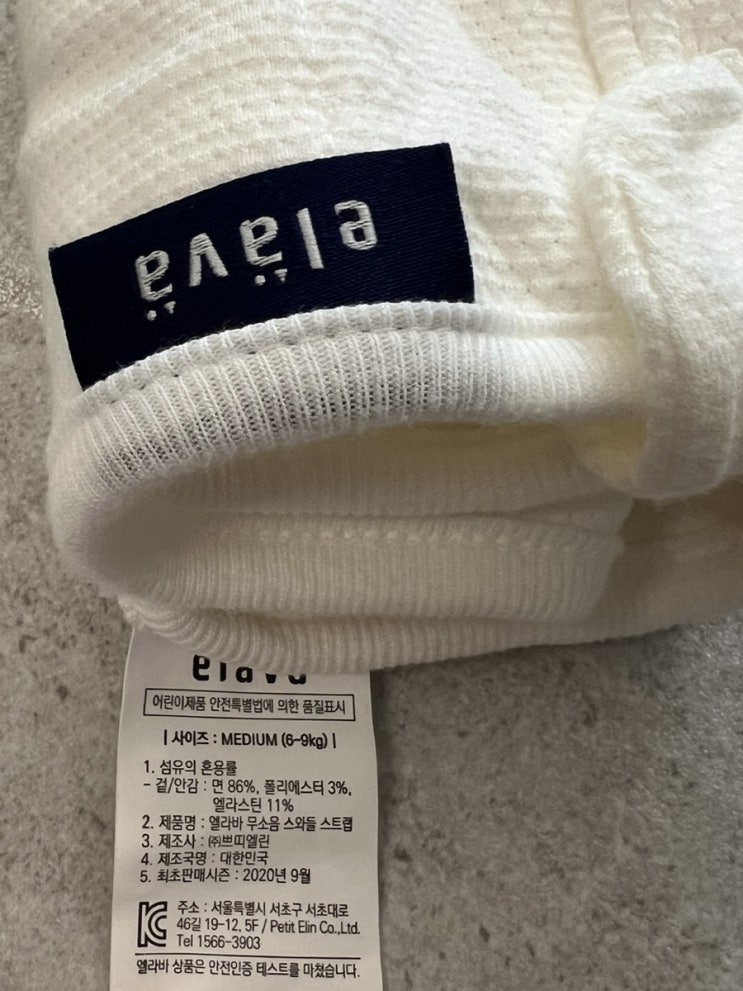 elävä
elava
어린이제품 안전특별법에 의한 품질표시
| 사이즈 : MEDIUM (6-9kg) |
1. 섬유의 혼용률
- 겉/안감 : 면 86%, 폴리에스터 3%,
엘라스틴 11%
2. 제품명 : 엘라바 무소음 스와들 스트랩
3. 제조사 : ㈜쁘띠엘린
4. 제조국명 : 대한민국
5. 최초판매시즌 : 2020년 9월
주소 : 서울특별시 서초구 서초대로
46길 19-12, 5F / Petit Elin Co.,Ltd.
Tel 1566-3903
엘라바 상품은 안전인증 테스트를 마쳤습니다.